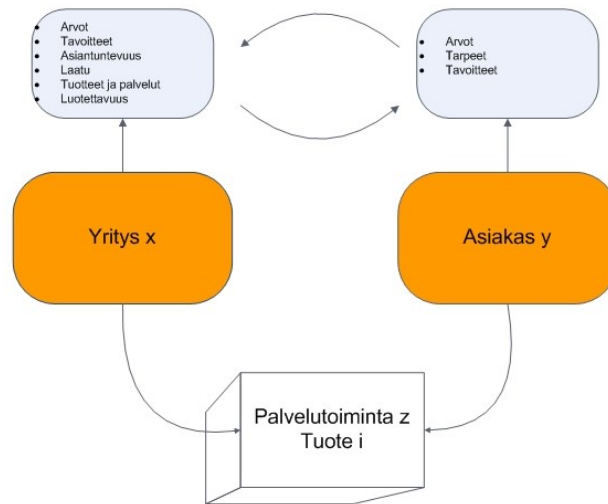 Arvot
Tavoitteet
Asiantuntevuus
Laatu
Tuotteet ja palvelut
Luotettavuus
Arvot
Tarpeet
Tavoitteet
Yritys x
Asiakas y
Palvelutoiminta z
Tuote i